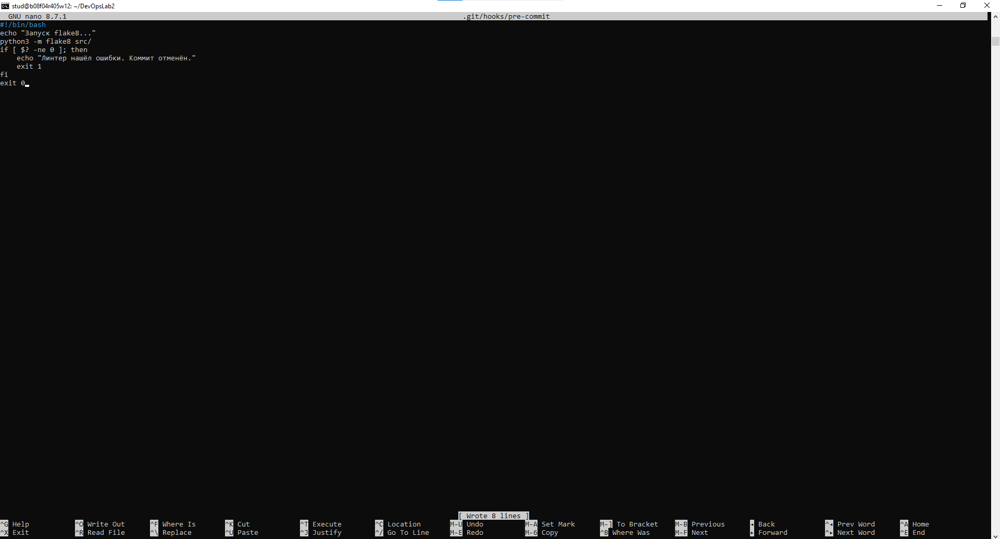 stud@b08f04r405w12: ~/DevOpsLab2
GNU nano 8.7.1 .git/hooks/pre-commit
#!/bin/bash
echo "Запуск flake8..."
python3 -m flake8 src/
if [ $? -ne 0 ]; then
    echo "Линтер нашёл ошибки. Коммит отменён."
    exit 1
fi
exit 0
[ Wrote 8 lines ]
^G Help ^O Write Out ^F Where Is ^K Cut ^T Execute ^C Location M-U Undo M-A Set Mark M-] To Bracket M-B Previous ◂ Back ^◂ Prev Word ^A Home
^X Exit ^R Read File ^\ Replace ^U Paste ^J Justify ^/ Go To Line M-E Redo M-6 Copy ^B Where Was M-F Next ▸ Forward ^▸ Next Word ^E End